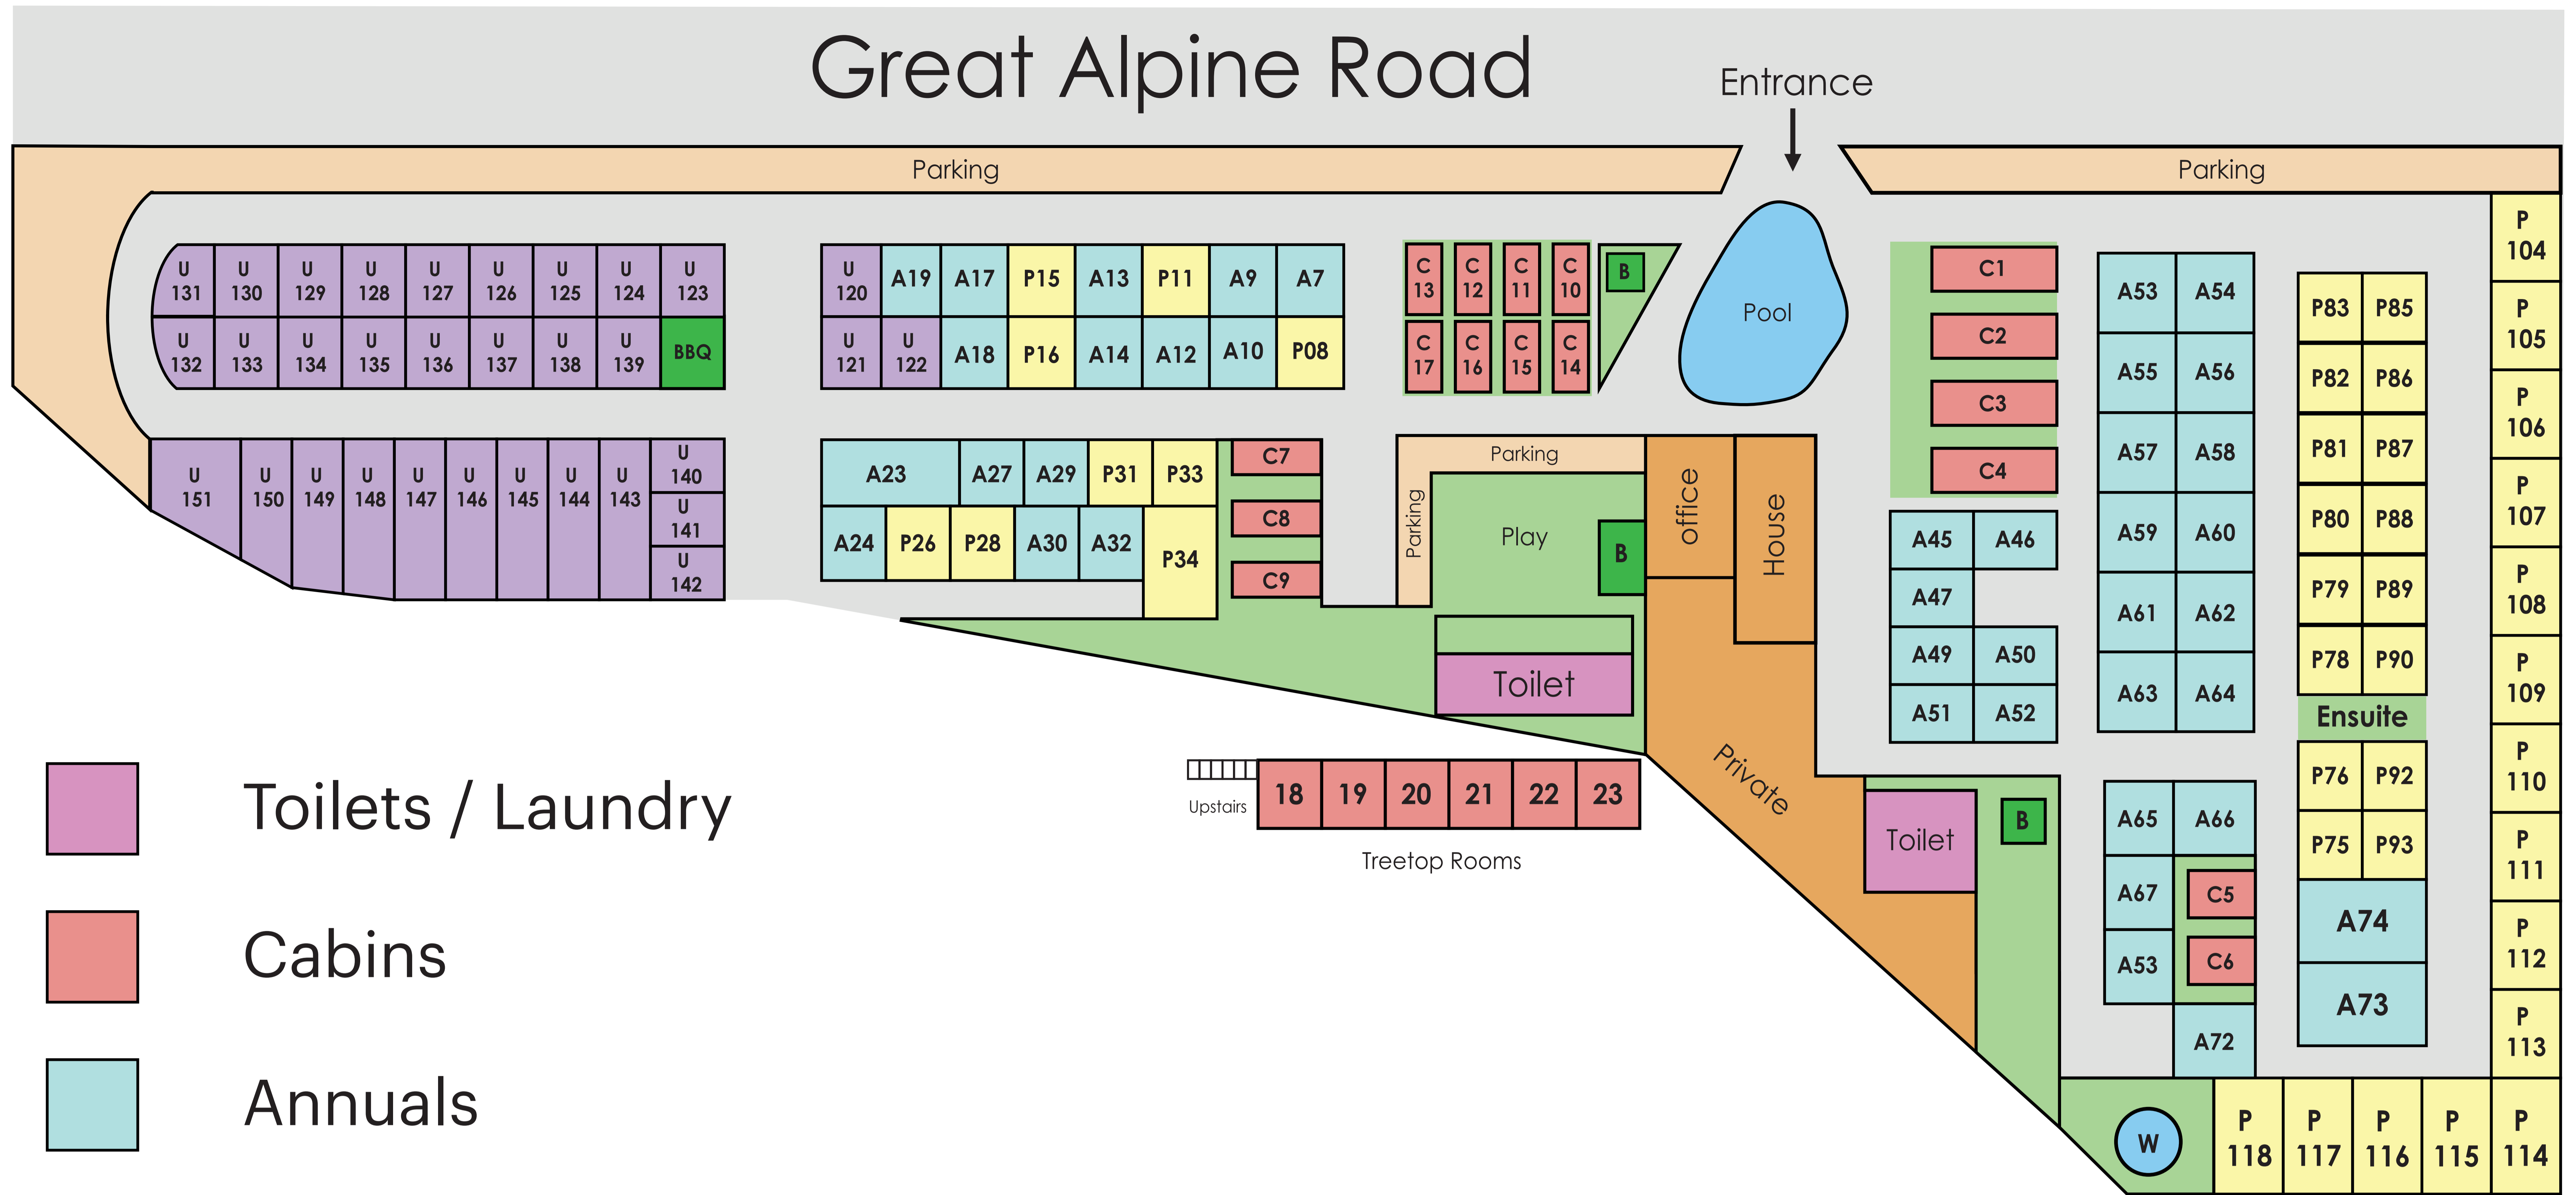 Great Alpine Road
Entrance
Parking
Parking
U 131
U 130
U 129
U 128
U 127
U 126
U 125
U 124
U 123
U 132
U 133
U 134
U 135
U 136
U 137
U 138
U 139
BBQ
U 120
A19
A17
P15
A13
P11
A9
A7
U 121
U 122
A18
P16
A14
A12
A10
P08
C 13
C 12
C 11
C 10
C 17
C 16
C 15
C 14
B
Pool
C1
C2
C3
C4
A53
A54
A55
A56
A57
A58
A59
A60
A61
A62
A63
A64
P83
P85
P82
P86
P81
P87
P80
P88
P79
P89
P78
P90
Ensuite
P76
P92
P75
P93
A74
A73
P 104
P 105
P 106
P 107
P 108
P 109
P 110
P 111
P 112
P 113
U 151
U 150
U 149
U 148
U 147
U 146
U 145
U 144
U 143
U 140
U 141
U 142
A23
A27
A29
P31
P33
A24
P26
P28
A30
A32
P34
C7
C8
C9
Parking
Parking
Play
B
office
House
Toilet
Private
A45
A46
A47
A49
A50
A51
A52
Upstairs
18
19
20
21
22
23
Treetop Rooms
Toilet
B
A65
A66
A67
C5
A53
C6
A72
W
P 118
P 117
P 116
P 115
P 114
Toilets / Laundry
Cabins
Annuals